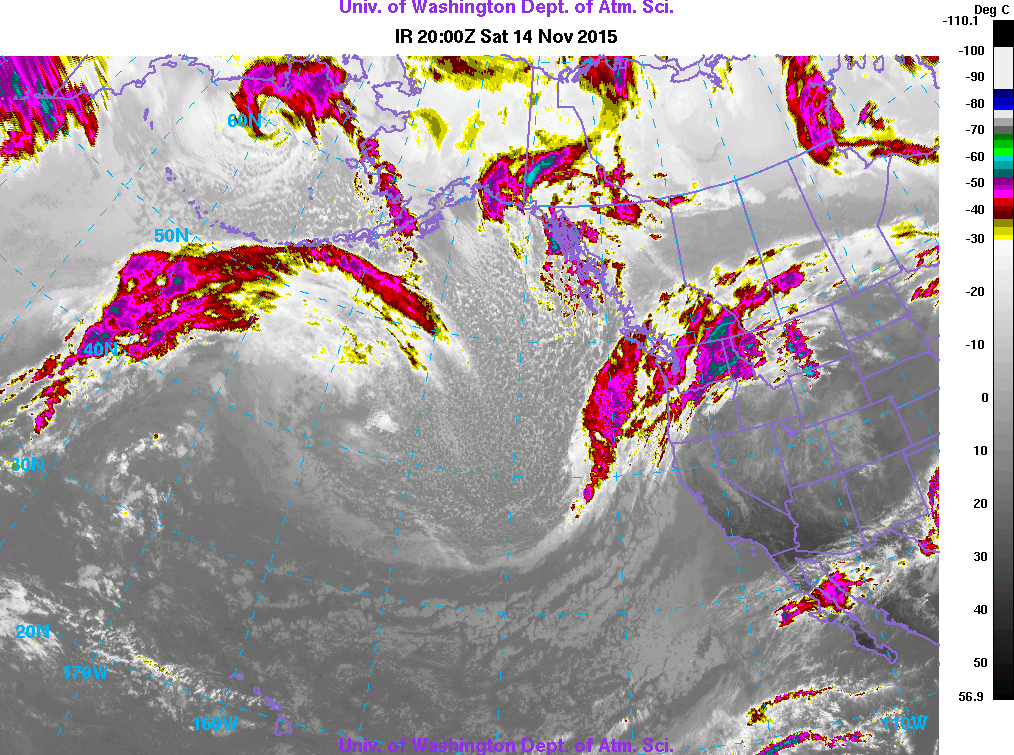 Univ. of Washington Dept. of Atm. Sci.
Deg C
IR 20:00Z Sat 14 Nov 2015
-110.1
-100
-90
-80
-70
-60
-50
-40
-30
-20
-10
0
10
20
30
40
50
56.9
60N
50N
40N
30N
20N
170W
160W
110W
Univ. of Washington Dept. of Atm. Sci.